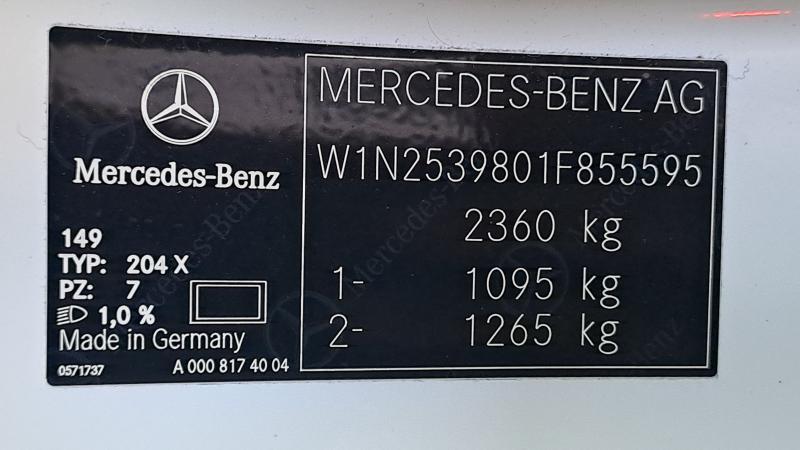 Mercedes-Benz
149
TYP: 204 X
PZ: 7
1,0 %
Made in Germany
0571737
A 000 817 40 04
MERCEDES-BENZ AG
W1N2539801F855595
2360 kg
1- 1095 kg
2- 1265 kg